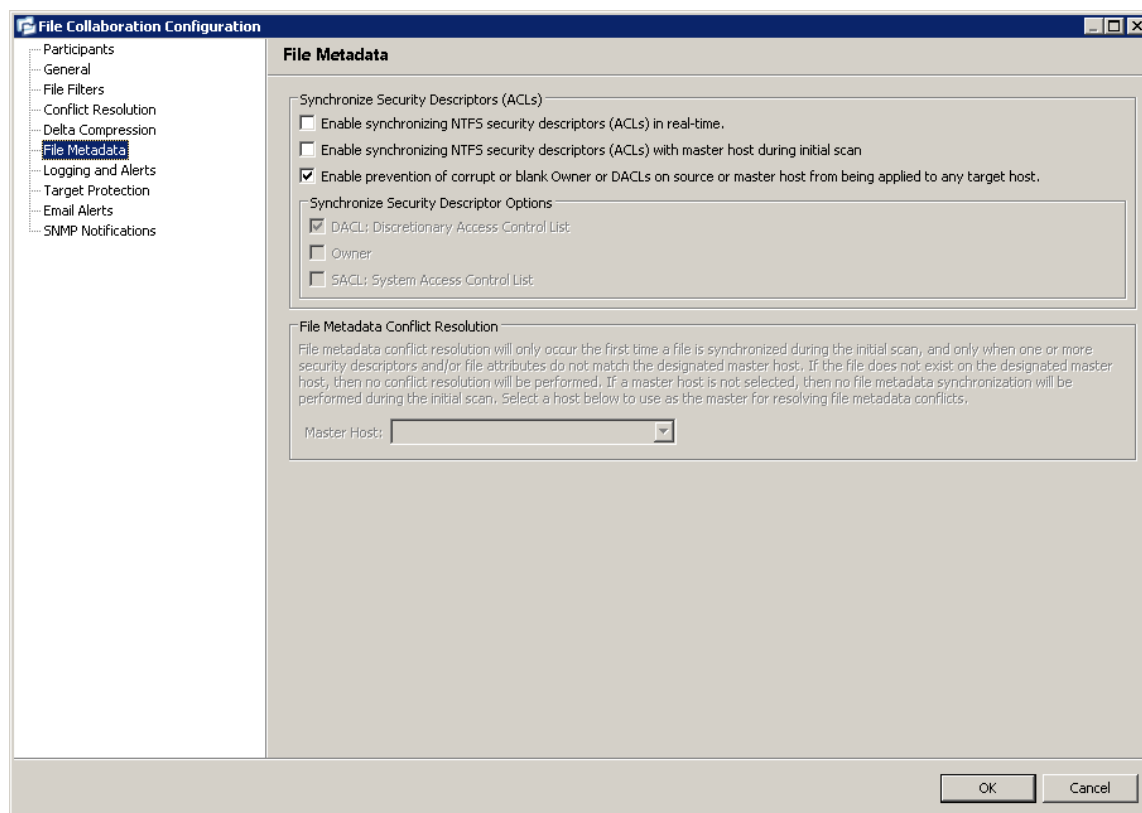 File Collaboration Configuration
Participants
General
File Filters
Conflict Resolution
Delta Compression
File Metadata
Logging and Alerts
Target Protection
Email Alerts
SNMP Notifications
File Metadata
Synchronize Security Descriptors (ACLs)
Enable synchronizing NTFS security descriptors (ACLs) in real-time.
Enable synchronizing NTFS security descriptors (ACLs) with master host during initial scan
Enable prevention of corrupt or blank Owner or DACLs on source or master host from being applied to any target host.
Synchronize Security Descriptor Options
DACL: Discretionary Access Control List
Owner
SACL: System Access Control List
File Metadata Conflict Resolution
File metadata conflict resolution will only occur the first time a file is synchronized during the initial scan, and only when one or more
security descriptors and/or file attributes do not match the designated master host. If the file does not exist on the designated master
host, then no conflict resolution will be performed. If a master host is not selected, then no file metadata synchronization will be
performed during the initial scan. Select a host below to use as the master for resolving file metadata conflicts.
Master Host:
OK
Cancel